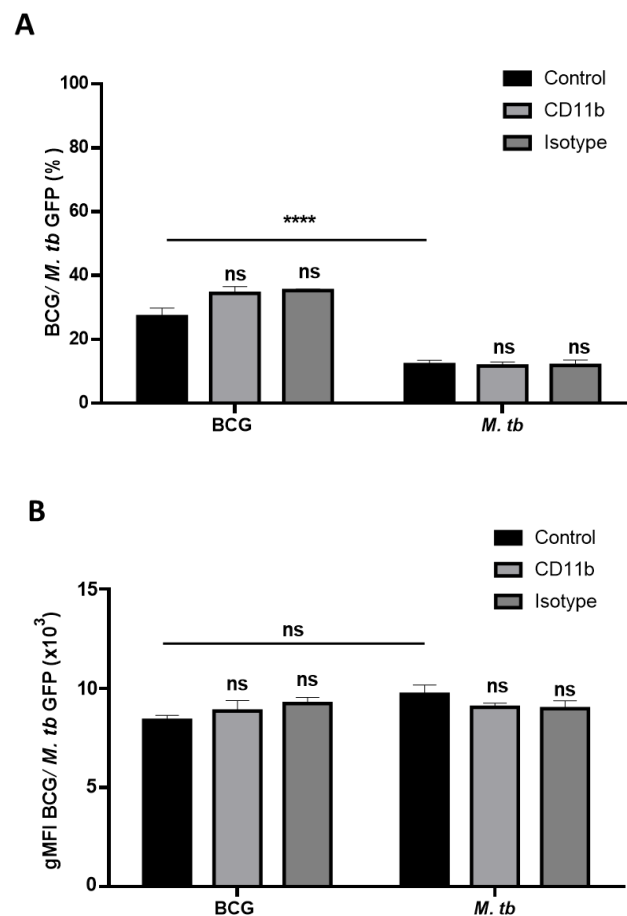 A
100
80
60
40
20
0
BCG/ M. tb GFP (%)
Control
CD11b
Isotype
****
ns
ns
ns
ns
BCG
M. tb
B
15
10
5
0
gMFI BCG/ M. tb GFP (x10³)
Control
CD11b
Isotype
ns
ns
ns
ns
ns
BCG
M. tb